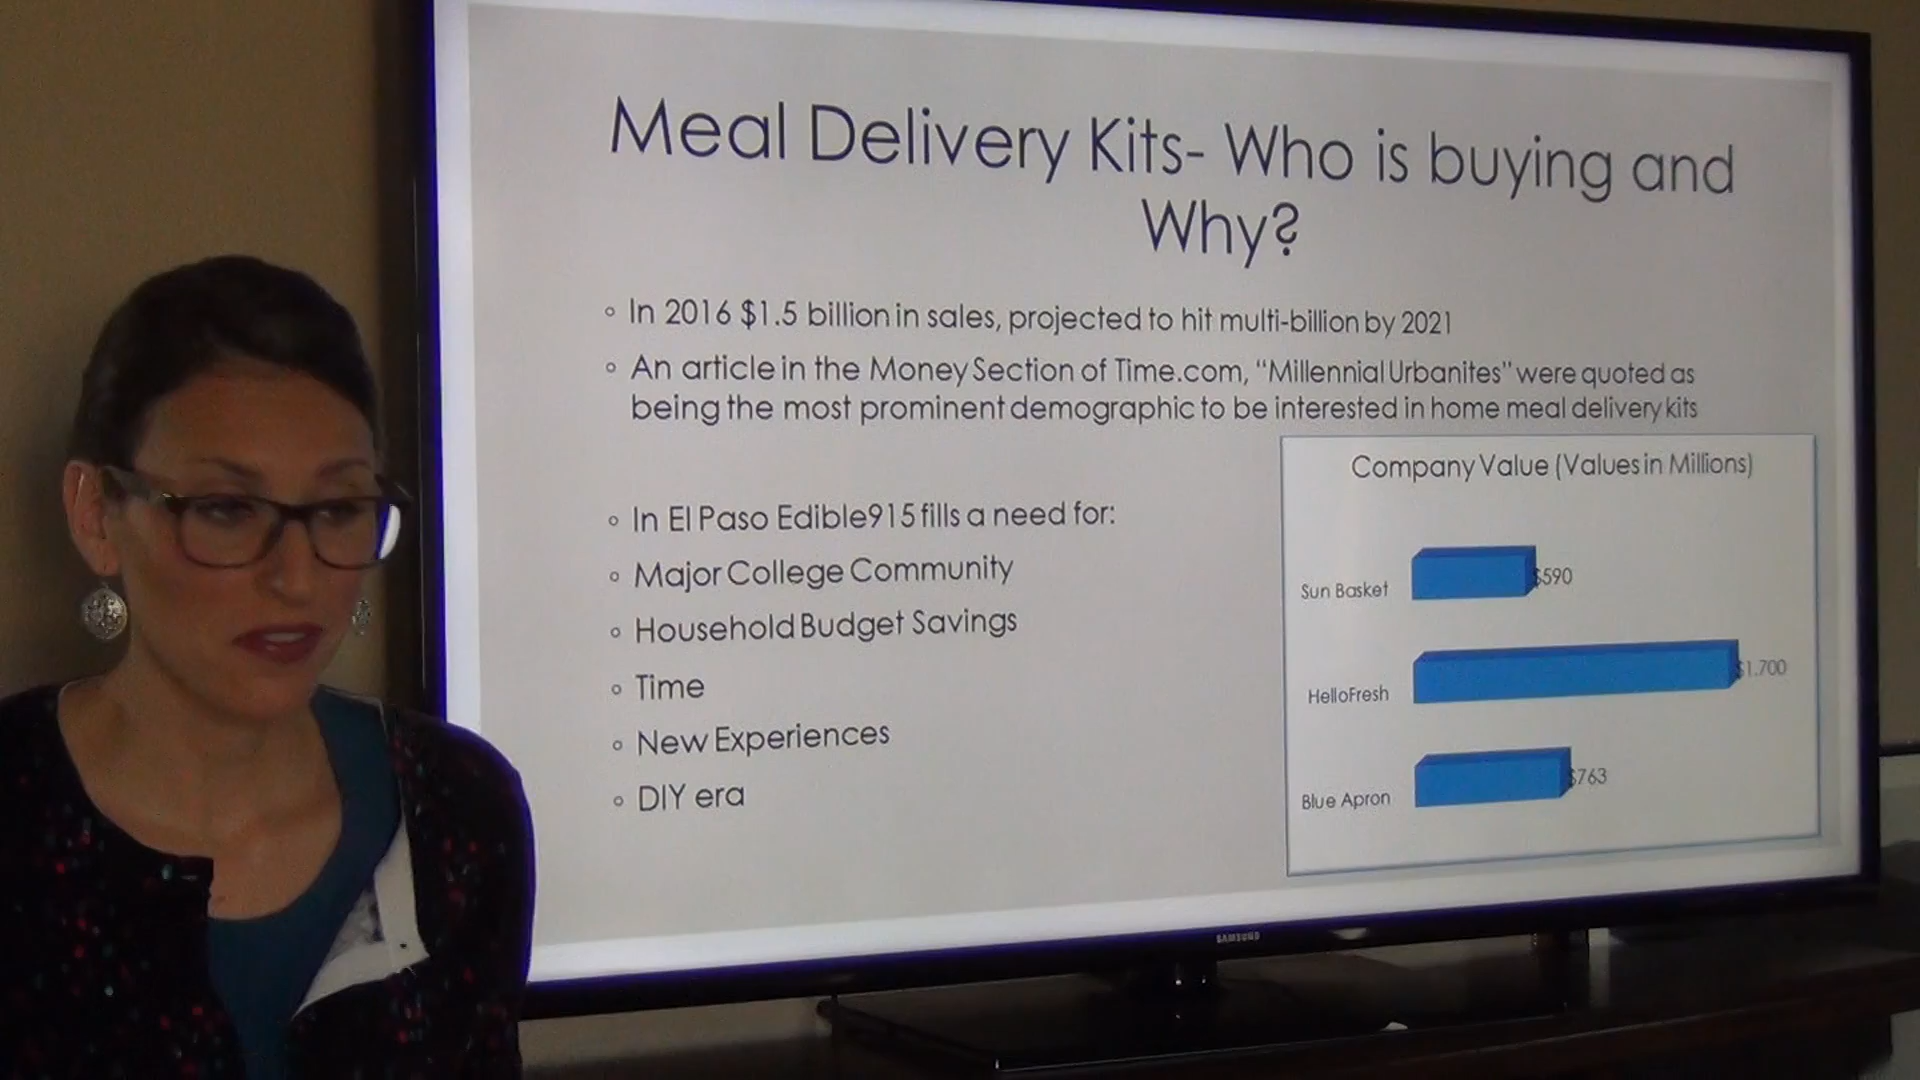 Meal Delivery Kits- Who is buying and
Why?
In 2016 $1.5 billion in sales, projected to hit multi-billion by 2021
An article in the Money Section of Time.com, “Millennial Urbanites” were quoted as
being the most prominent demographic to be interested in home meal delivery kits
In El Paso Edible915 fills a need for:
Major College Community
Household Budget Savings
Time
New Experiences
DIY era
Company Value (Values in Millions)
Sun Basket $590
HelloFresh $1,700
Blue Apron $763
SAMSUNG